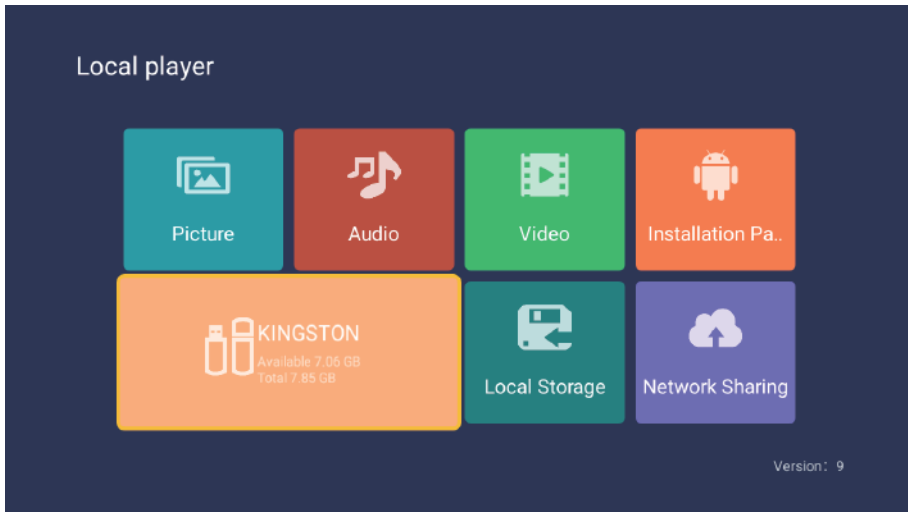 Local player
Picture
Audio
Video
Installation Pa..
KINGSTON
Available 7.06 GB
Total 7.85 GB
Local Storage
Network Sharing
Version: 9